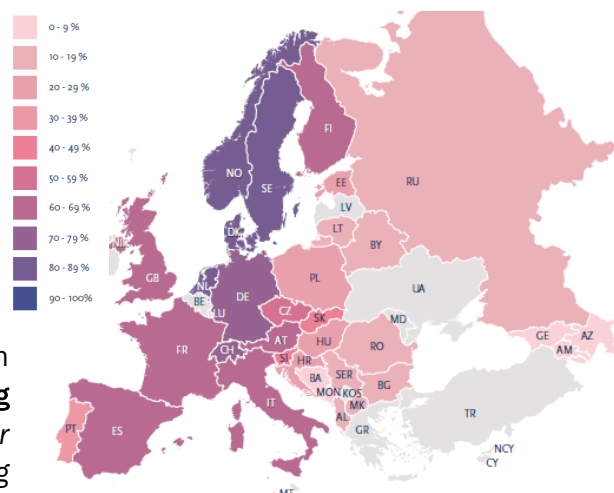 0 - 9 %
10 - 19 %
20 - 29 %
30 - 39 %
40 - 49 %
50 - 59 %
60 - 69 %
70 - 79 %
80 - 89 %
90 - 100%
FI
NO
SE
EE
RU
LV
DK
LT
BY
GB
NL
PL
BE
DE
UA
LU
CZ
SK
MD
FR
CH
AT
HU
SI
HR
RO
GE
AZ
AM
BA
SER
MON
KOS
BG
MK
IT
AL
PT
ES
GR
TR
NCY
CY
MT
n
g
r
g